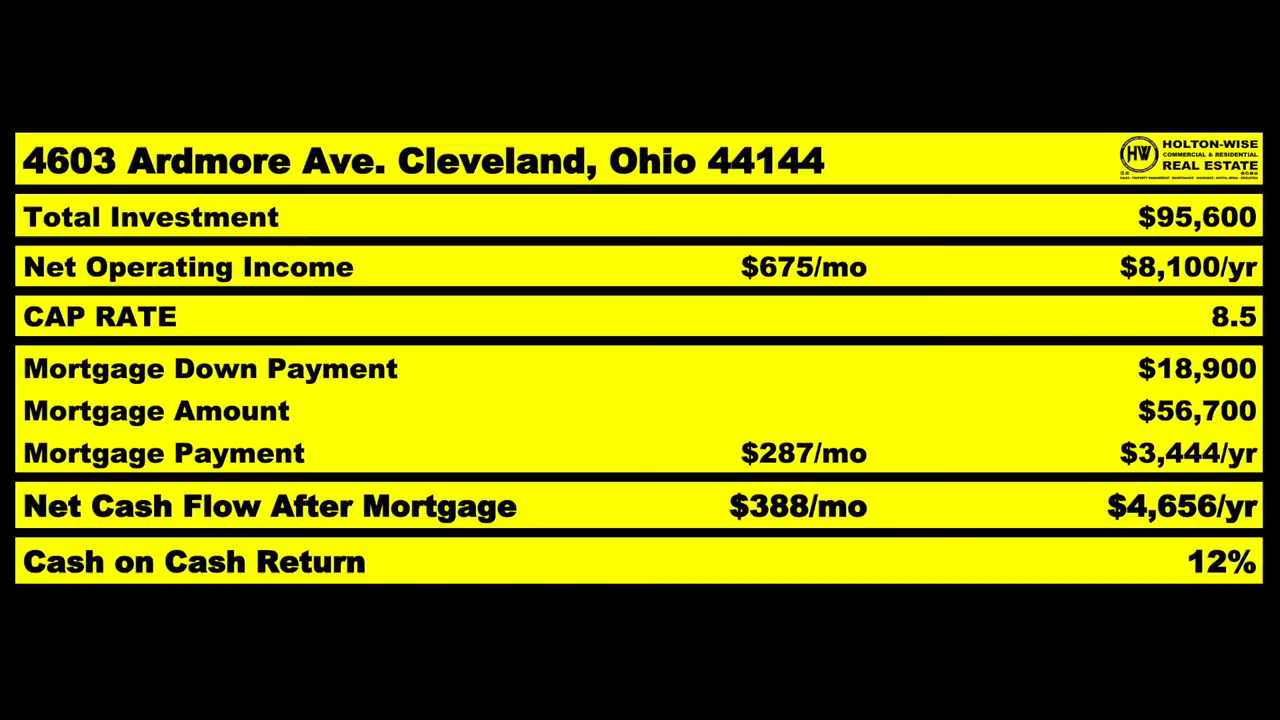 4603 Ardmore Ave. Cleveland, Ohio 44144
HW
HOLTON-WISE
COMMERCIAL & RESIDENTIAL
REAL ESTATE
Total Investment $95,600
Net Operating Income $675/mo $8,100/yr
CAP RATE 8.5
Mortgage Down Payment $18,900
Mortgage Amount $56,700
Mortgage Payment $287/mo $3,444/yr
Net Cash Flow After Mortgage $388/mo $4,656/yr
Cash on Cash Return 12%